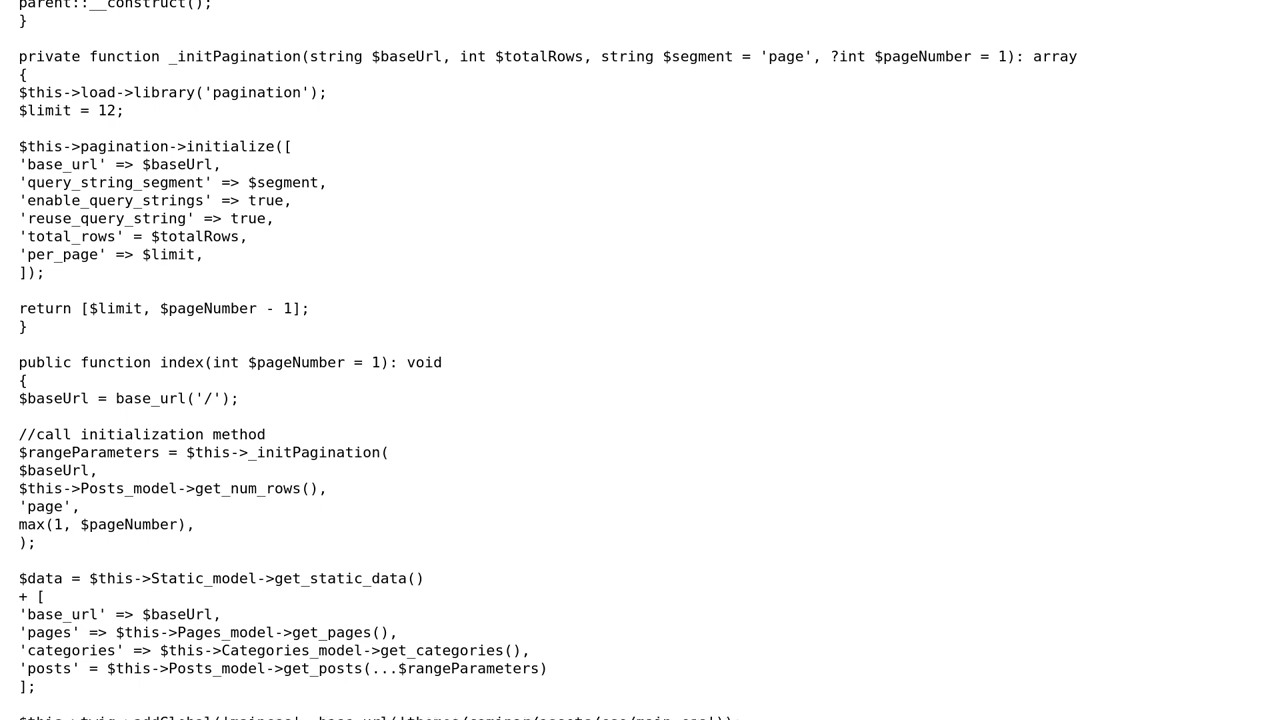 parent::__construct();
}
private function _initPagination(string $baseUrl, int $totalRows, string $segment = 'page', ?int $pageNumber = 1): array
{
$this->load->library('pagination');
$limit = 12;
$this->pagination->initialize([
'base_url' => $baseUrl,
'query_string_segment' => $segment,
'enable_query_strings' => true,
'reuse_query_string' => true,
'total_rows' = $totalRows,
'per_page' => $limit,
]);
return [$limit, $pageNumber - 1];
}
public function index(int $pageNumber = 1): void
{
$baseUrl = base_url('/');
//call initialization method
$rangeParameters = $this->_initPagination(
$baseUrl,
$this->Posts_model->get_num_rows(),
'page',
max(1, $pageNumber),
);
$data = $this->Static_model->get_static_data()
+ [
'base_url' => $baseUrl,
'pages' => $this->Pages_model->get_pages(),
'categories' => $this->Categories_model->get_categories(),
'posts' = $this->Posts_model->get_posts(...$rangeParameters)
];